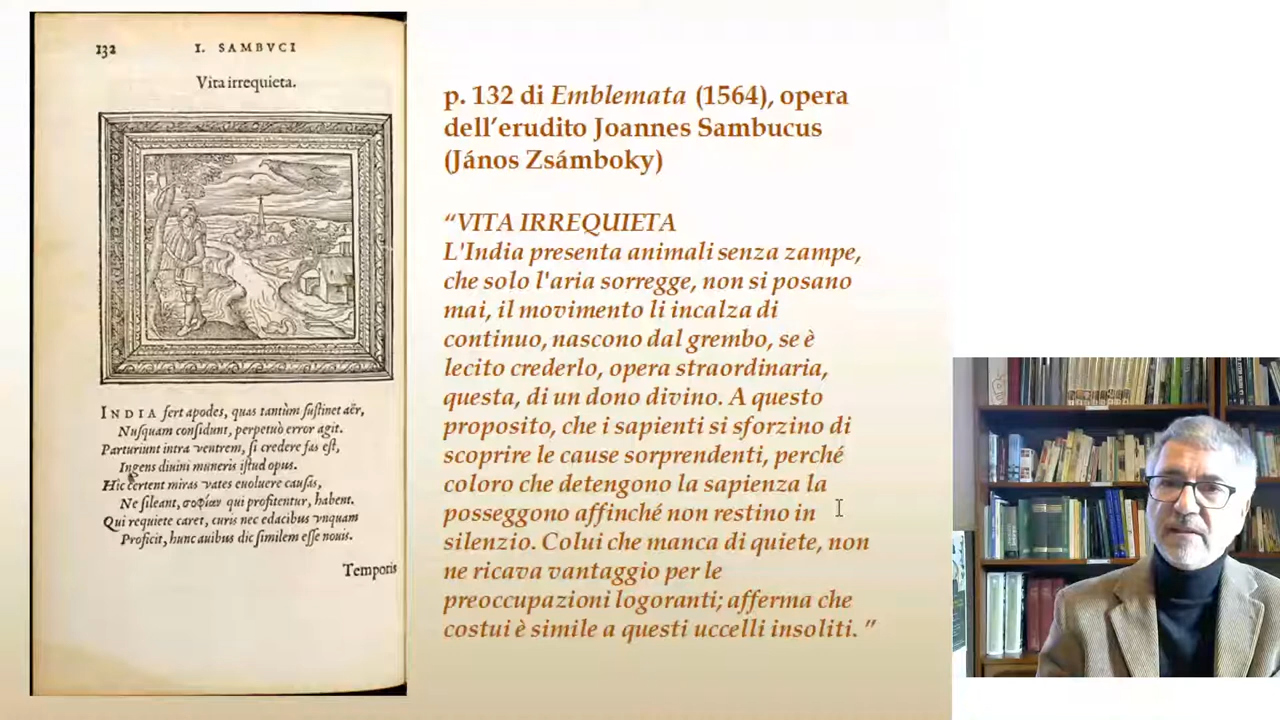 132
I. SAMBVCI
Vita irrequieta.
INDIA fert apodes, quas tantùm ſuſtinet aër,
Nuſquam conſidunt, perpetuò error agit.
Parturiunt intra ventrem, ſi credere fas eſt,
Ingens diuini muneris iſtud opus.
Hîc certent miras vates euoluere cauſas,
Ne ſileant, σοφίαν qui profitentur, habent.
Qui requiete caret, curis nec edacibus vnquam
Proficit, hunc auibus dic ſimilem eſſe nouis.
Temporis
p. 132 di Emblemata (1564), opera
dell’erudito Joannes Sambucus
(János Zsámboky)
“VITA IRREQUIETA
L'India presenta animali senza zampe,
che solo l'aria sorregge, non si posano
mai, il movimento li incalza di
continuo, nascono dal grembo, se è
lecito crederlo, opera straordinaria,
questa, di un dono divino. A questo
proposito, che i sapienti si sforzino di
scoprire le cause sorprendenti, perché
coloro che detengono la sapienza la
posseggono affinché non restino in
silenzio. Colui che manca di quiete, non
ne ricava vantaggio per le
preoccupazioni logoranti; afferma che
costui è simile a questi uccelli insoliti. ”